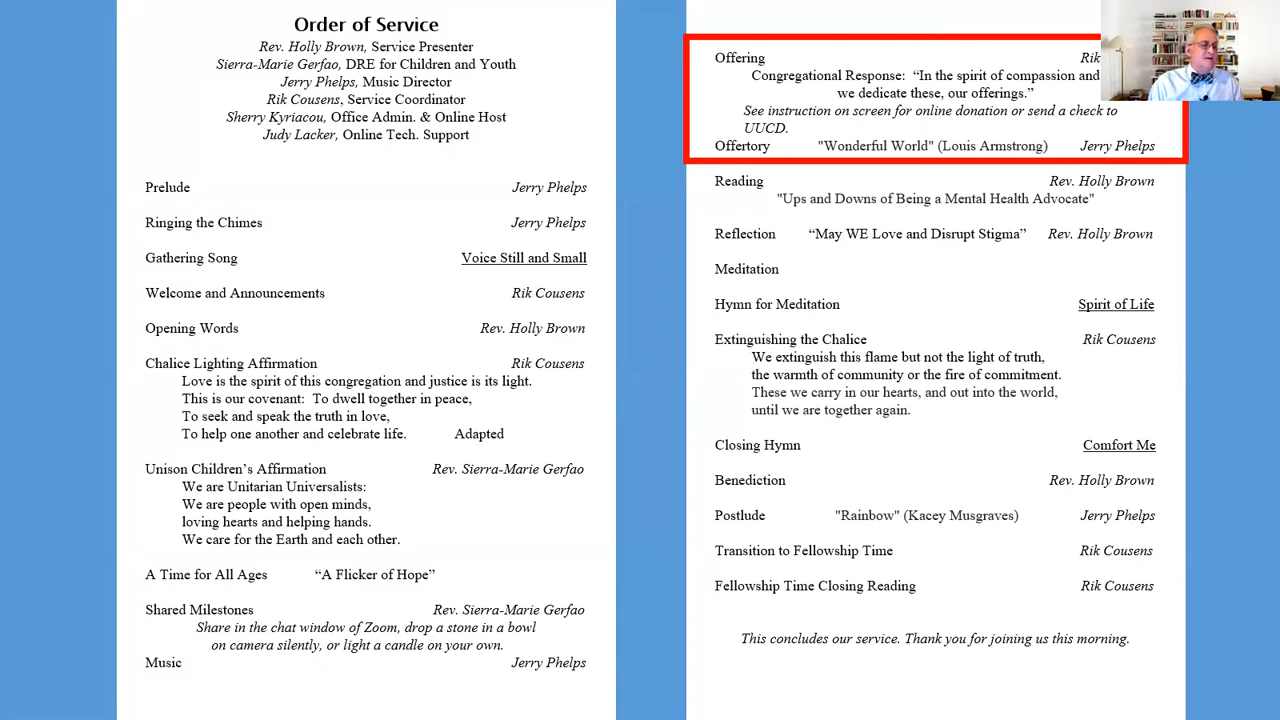 Order of Service
Rev. Holly Brown, Service Presenter
Sierra-Marie Gerfao, DRE for Children and Youth
Jerry Phelps, Music Director
Rik Cousens, Service Coordinator
Sherry Kyriacou, Office Admin. & Online Host
Judy Lacker, Online Tech. Support
Prelude Jerry Phelps
Ringing the Chimes Jerry Phelps
Gathering Song Voice Still and Small
Welcome and Announcements Rik Cousens
Opening Words Rev. Holly Brown
Chalice Lighting Affirmation Rik Cousens
Love is the spirit of this congregation and justice is its light.
This is our covenant: To dwell together in peace,
To seek and speak the truth in love,
To help one another and celebrate life. Adapted
Unison Children’s Affirmation Rev. Sierra-Marie Gerfao
We are Unitarian Universalists:
We are people with open minds,
loving hearts and helping hands.
We care for the Earth and each other.
A Time for All Ages “A Flicker of Hope”
Shared Milestones Rev. Sierra-Marie Gerfao
Share in the chat window of Zoom, drop a stone in a bowl
on camera silently, or light a candle on your own.
Music Jerry Phelps
Offering Rik
Congregational Response: “In the spirit of compassion and
we dedicate these, our offerings.”
See instruction on screen for online donation or send a check to
UUCD.
Offertory "Wonderful World" (Louis Armstrong) Jerry Phelps
Reading Rev. Holly Brown
"Ups and Downs of Being a Mental Health Advocate"
Reflection “May WE Love and Disrupt Stigma” Rev. Holly Brown
Meditation
Hymn for Meditation Spirit of Life
Extinguishing the Chalice Rik Cousens
We extinguish this flame but not the light of truth,
the warmth of community or the fire of commitment.
These we carry in our hearts, and out into the world,
until we are together again.
Closing Hymn Comfort Me
Benediction Rev. Holly Brown
Postlude "Rainbow" (Kacey Musgraves) Jerry Phelps
Transition to Fellowship Time Rik Cousens
Fellowship Time Closing Reading Rik Cousens
This concludes our service. Thank you for joining us this morning.